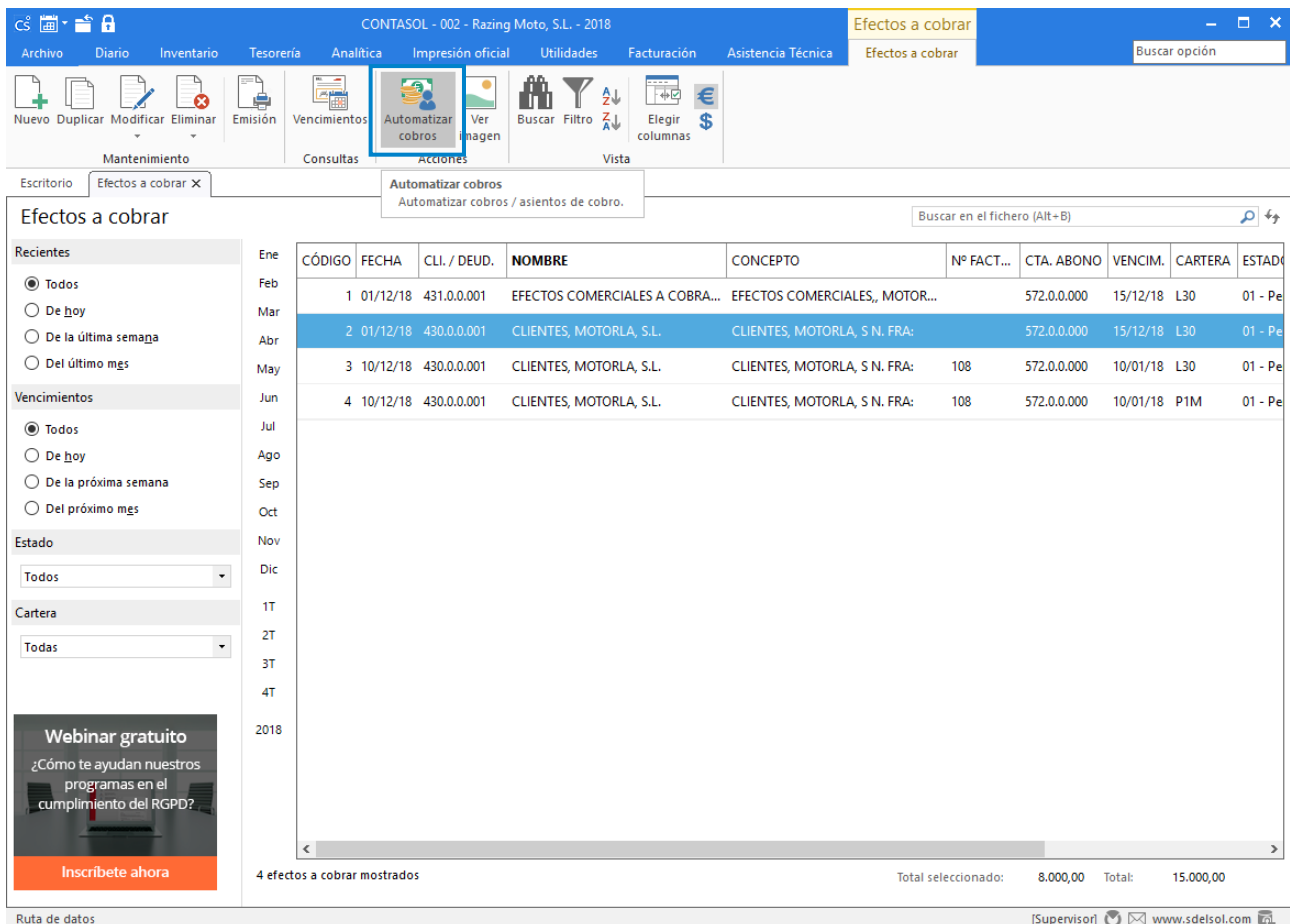 CONTASOL - 002 - Razing Moto, S.L. - 2018
Efectos a cobrar
Archivo Diario Inventario Tesorería Analítica Impresión oficial Utilidades Facturación Asistencia Técnica Efectos a cobrar Buscar opción
Nuevo Duplicar Modificar Eliminar Emisión Vencimientos Automatizar cobros Ver imagen Buscar Filtro Elegir columnas € $
Mantenimiento Consultas Acciones Vista
Escritorio Efectos a cobrar X
Automatizar cobros
Automatizar cobros / asientos de cobro.
Efectos a cobrar
Buscar en el fichero (Alt+B)
Recientes
Todos
De hoy
De la última semana
Del último mes
Vencimientos
Todos
De hoy
De la próxima semana
Del próximo mes
Estado
Todos
Cartera
Todas
Webinar gratuito
¿Cómo te ayudan nuestros
programas en el
cumplimiento del RGPD?
Inscríbete ahora
Ene
Feb
Mar
Abr
May
Jun
Jul
Ago
Sep
Oct
Nov
Dic
1T
2T
3T
4T
2018
CÓDIGO FECHA CLI. / DEUD. NOMBRE CONCEPTO Nº FACT... CTA. ABONO VENCIM. CARTERA ESTADO
1 01/12/18 431.0.0.001 EFECTOS COMERCIALES A COBRA... EFECTOS COMERCIALES,, MOTOR... 572.0.0.000 15/12/18 L30 01 - Pe
2 01/12/18 430.0.0.001 CLIENTES, MOTORLA, S.L. CLIENTES, MOTORLA, S N. FRA: 572.0.0.000 15/12/18 L30 01 - Pe
3 10/12/18 430.0.0.001 CLIENTES, MOTORLA, S.L. CLIENTES, MOTORLA, S N. FRA: 108 572.0.0.000 10/01/18 L30 01 - Pe
4 10/12/18 430.0.0.001 CLIENTES, MOTORLA, S.L. CLIENTES, MOTORLA, S N. FRA: 108 572.0.0.000 10/01/18 P1M 01 - Pe
4 efectos a cobrar mostrados Total seleccionado: 8.000,00 Total: 15.000,00
Ruta de datos [Supervisor] www.sdelsol.com